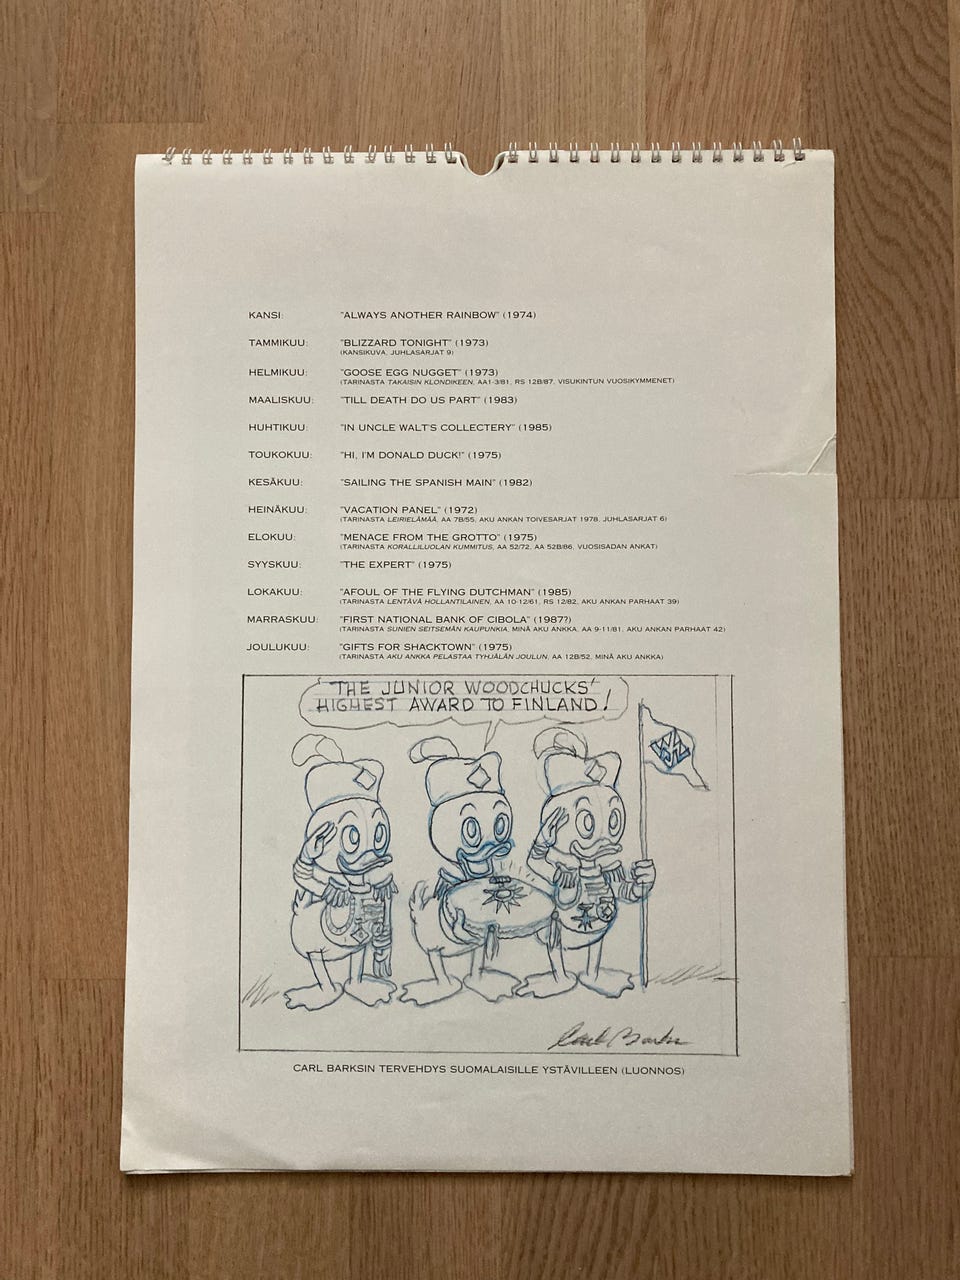 KANSI: "ALWAYS ANOTHER RAINBOW" (1974)
TAMMIKUU: "BLIZZARD TONIGHT" (1973)
(KANSIKUVA, JUHLASARJAT 9)
HELMIKUU: "GOOSE EGG NUGGET" (1973)
(TARINASTA TAKAISIN KLONDIKEEN, AA1-3/81, RS 12B/87, VISUKINTUN VUOSIKYMMENET)
MAALISKUU: "TILL DEATH DO US PART" (1983)
HUHTIKUU: "IN UNCLE WALT'S COLLECTERY" (1985)
TOUKOKUU: "HI, I'M DONALD DUCK!" (1975)
KESÄKUU: "SAILING THE SPANISH MAIN" (1982)
HEINÄKUU: "VACATION PANEL" (1972)
(TARINASTA LEIRIELÄMÄÄ, AA 7B/55, AKU ANKAN TOIVESARJAT 1978, JUHLASARJAT 6)
ELOKUU: "MENACE FROM THE GROTTO" (1975)
(TARINASTA KORALLILUOLAN KUMMITUS, AA 52/72, AA 52B/86, VUOSISADAN ANKAT)
SYYSKUU: "THE EXPERT" (1975)
LOKAKUU: "AFOUL OF THE FLYING DUTCHMAN" (1985)
(TARINASTA LENTÄVÄ HOLLANTILAINEN, AA 10-12/61, RS 12/82, AKU ANKAN PARHAAT 39)
MARRASKUU: "FIRST NATIONAL BANK OF CIBOLA" (1987?)
(TARINASTA SUNIEN SEITSEMÄN KAUPUNKIA, MINÄ AKU ANKKA, AA 9-11/81, AKU ANKAN PARHAAT 42)
JOULUKUU: "GIFTS FOR SHACKTOWN" (1975)
(TARINASTA AKU ANKKA PELASTAA TYHJÄLÄN JOULUN, AA 12B/52, MINÄ AKU ANKKA)
THE JUNIOR WOODCHUCKS'
HIGHEST AWARD TO FINLAND!
JW
Carl Barks
CARL BARKSIN TERVEHDYS SUOMALAISILLE YSTÄVILLEEN (LUONNOS)